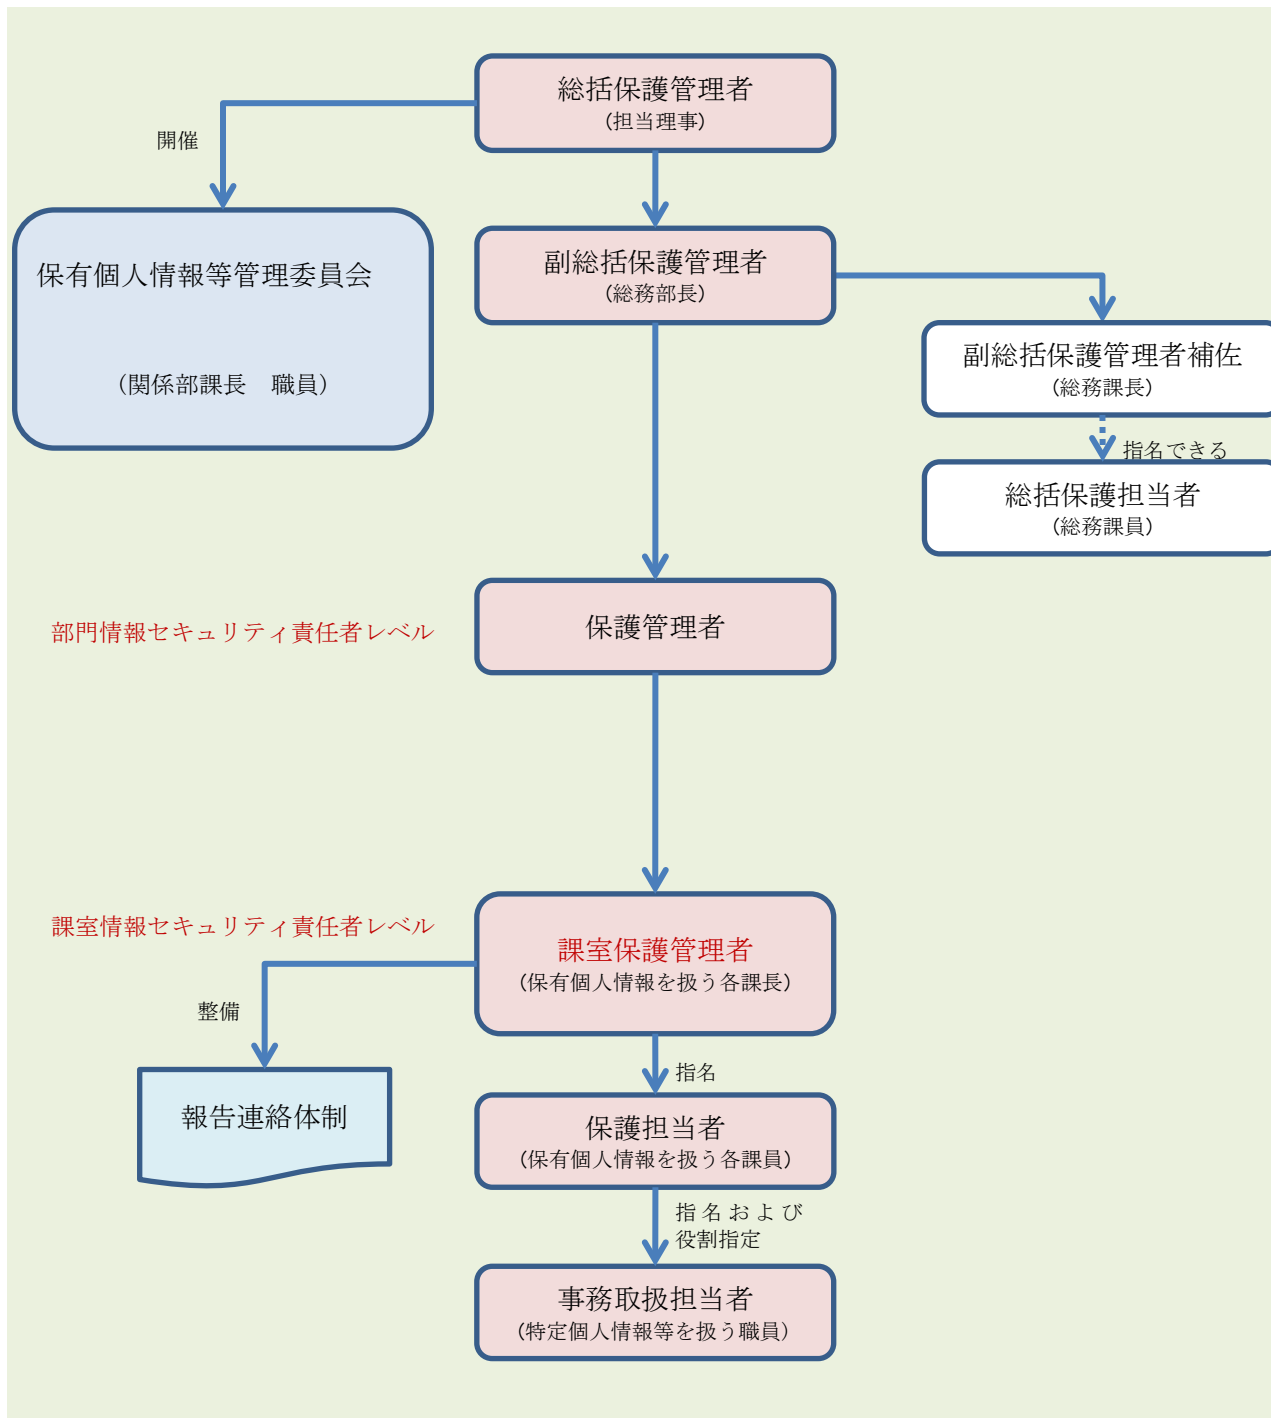 総括保護管理者
(担当理事)
開催
保有個人情報等管理委員会
(関係部課長　職員)
副総括保護管理者
(総務部長)
副総括保護管理者補佐
(総務課長)
指名できる
総括保護担当者
(総務課員)
部門情報セキュリティ責任者レベル
保護管理者
課室情報セキュリティ責任者レベル
課室保護管理者
(保有個人情報を扱う各課長)
整備
報告連絡体制
指名
保護担当者
(保有個人情報を扱う各課員)
指名および
役割指定
事務取扱担当者
(特定個人情報等を扱う職員)